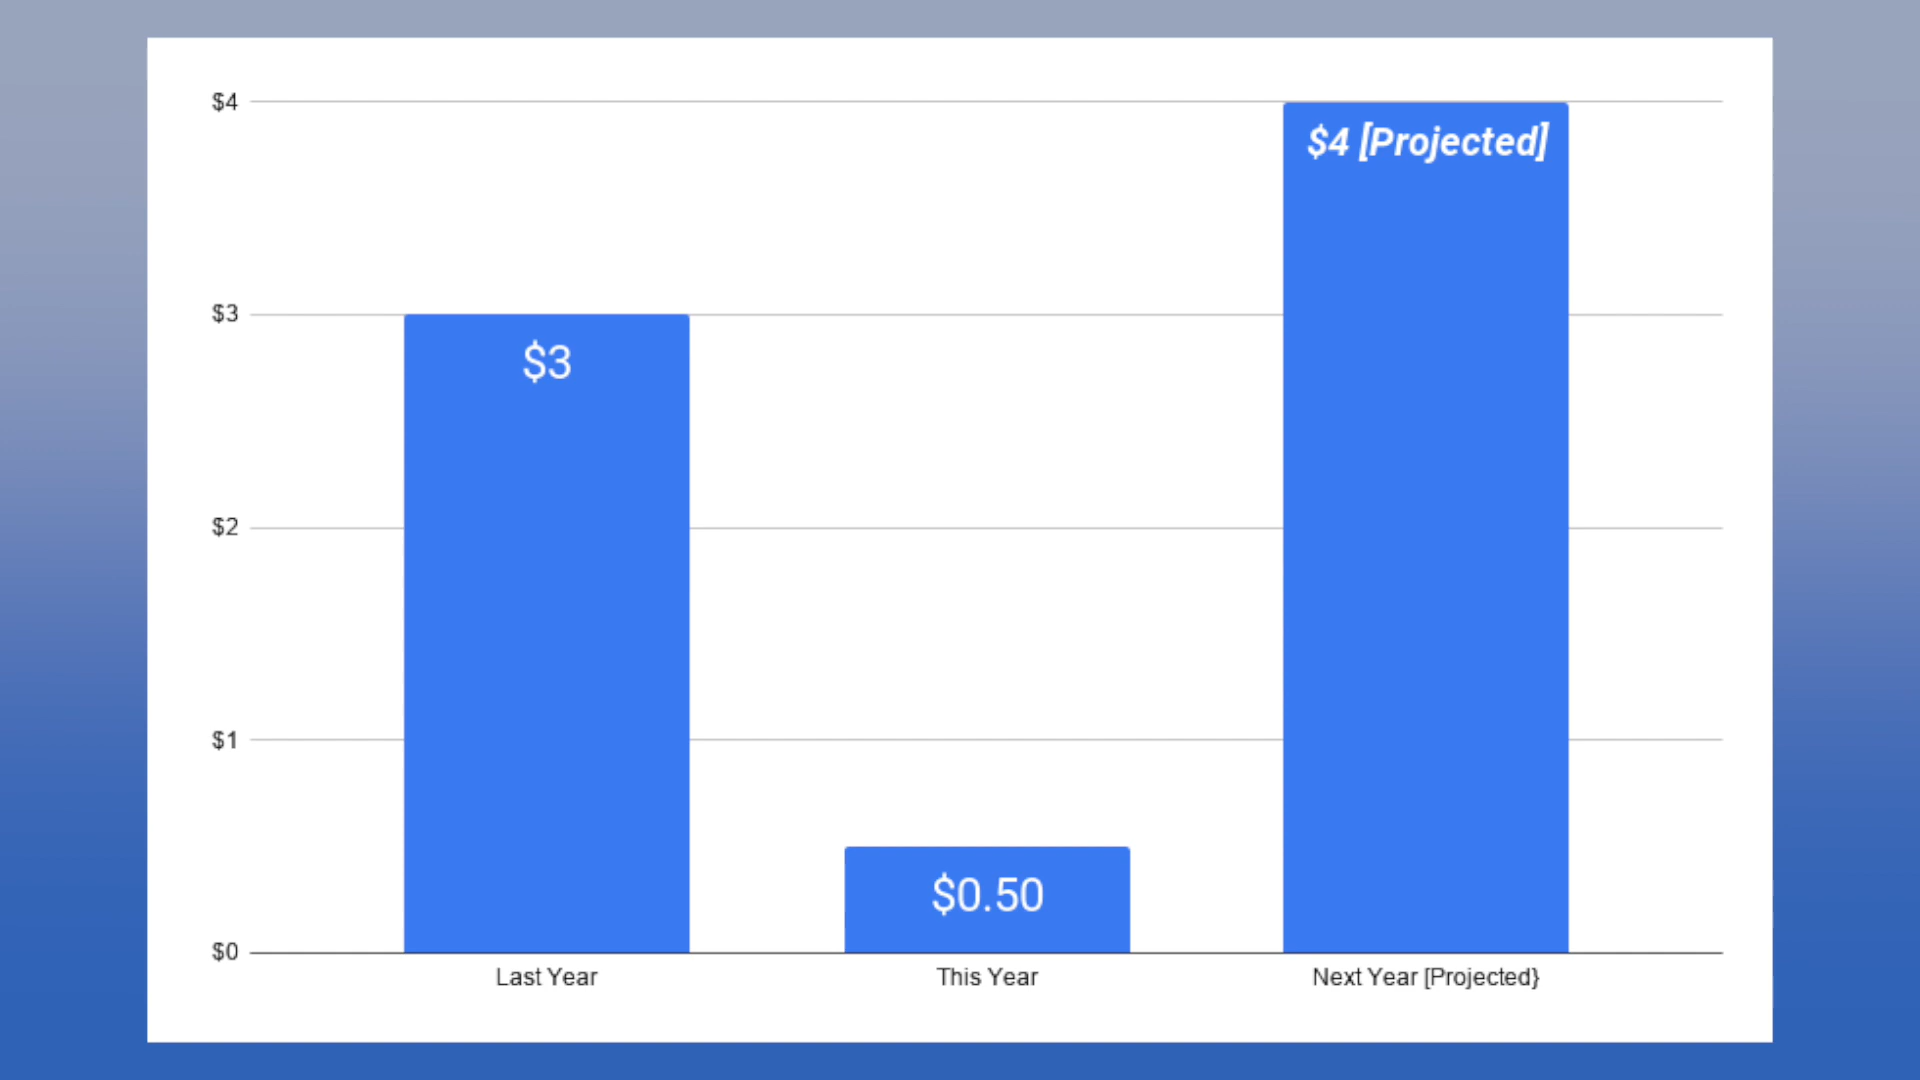 $4
$4 [Projected]
$3
$3
$2
$1
$0.50
$0
Last Year
This Year
Next Year [Projected}